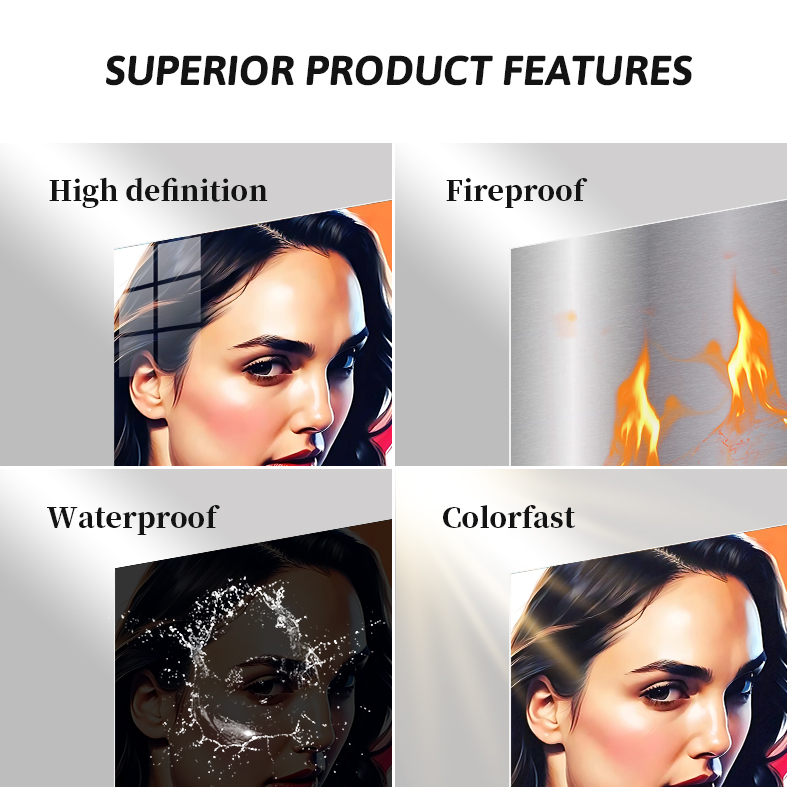 SUPERIOR PRODUCT FEATURES
High definition
Fireproof
Waterproof
Colorfast